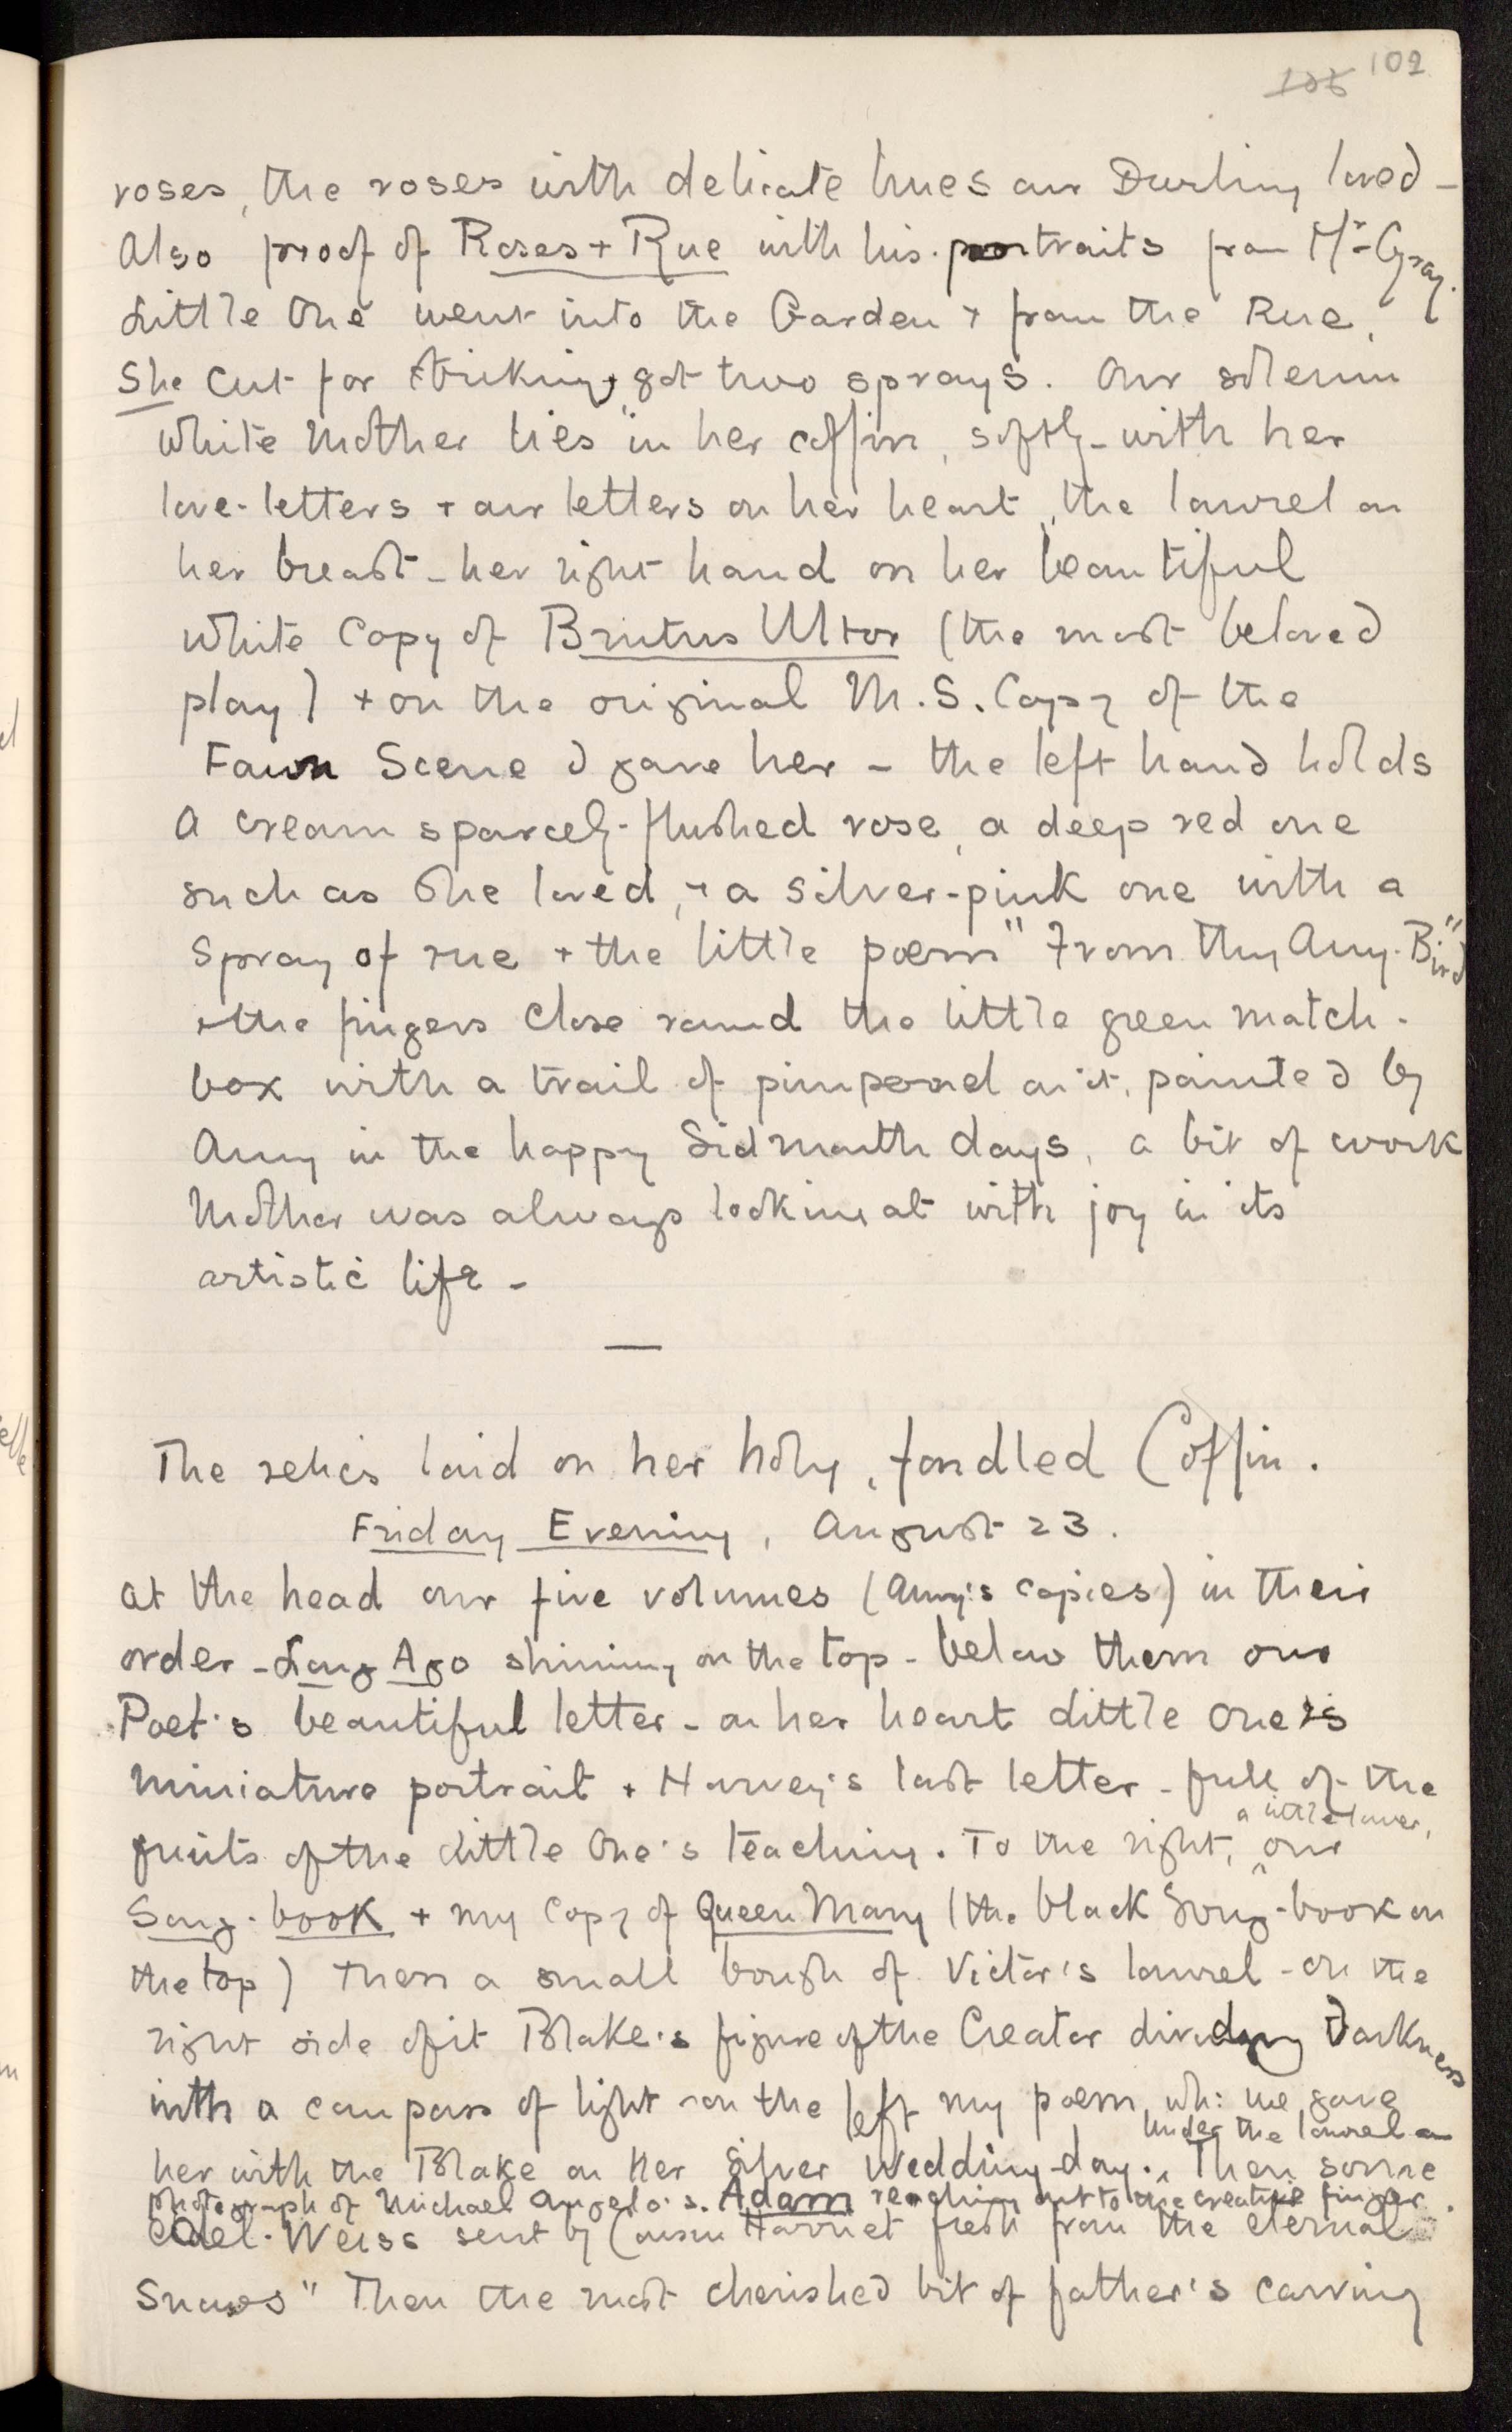 126 102
roses, the roses with delicate hues our Darling loved –
Also proof of Roses + Rue with his portraits from Mr Gray.
Little One went into the Garden & from the Rue,
She cut for striking, got two sprays. Our solemn
white Mother lies in her coffin, softly – with her
love-letters + our letters on her heart, the laurel on
her breast – her right hand on her beautiful
white Copy of Brutus Ultor (the most beloved
play) + on the original M.S. Copy of the
Faun Scene I gave her – the left hand holds
a cream sparcely-flushed rose, a deep red one
such as she loved, + a silver-pink one with a
spray of rue + the little poem "From thy Amy-Bird"
+ the fingers close round the little green match-
box with a trail of pimpernel on it, painted by
Amy in the happy Sidmouth days, a bit of work
Mother was always looking at with joy in its
artistic life –
The relics laid on her holy, fondled Coffin.
Friday Evening, August 23.
At the head our five volumes (Amy's copies) in their
order – Long Ago shining on the top – below them our
Poet's beautiful letter – on her heart Little One's
miniature portrait + Harvey's last letter – full of the
fruits of the Little One's teaching. To the right, a little lower, our
Song-book + my Copy of Queen Mary (the black Song-book on
the top) Then a small bough of Victor's laurel – on the
right side of it Blake's figure of the Creator dividing Darkness
with a compass of light – on the left my poem wh: we gave
her with the Blake on Her Silver Wedding-day. Under the laurel a
photograph of Michael Angelo's Adam reaching out to the creative finger.
Then some
Edel-Weiss sent by Cousin Harriet fresh from the eternal
Snows" Then the most cherished bit of father's carving